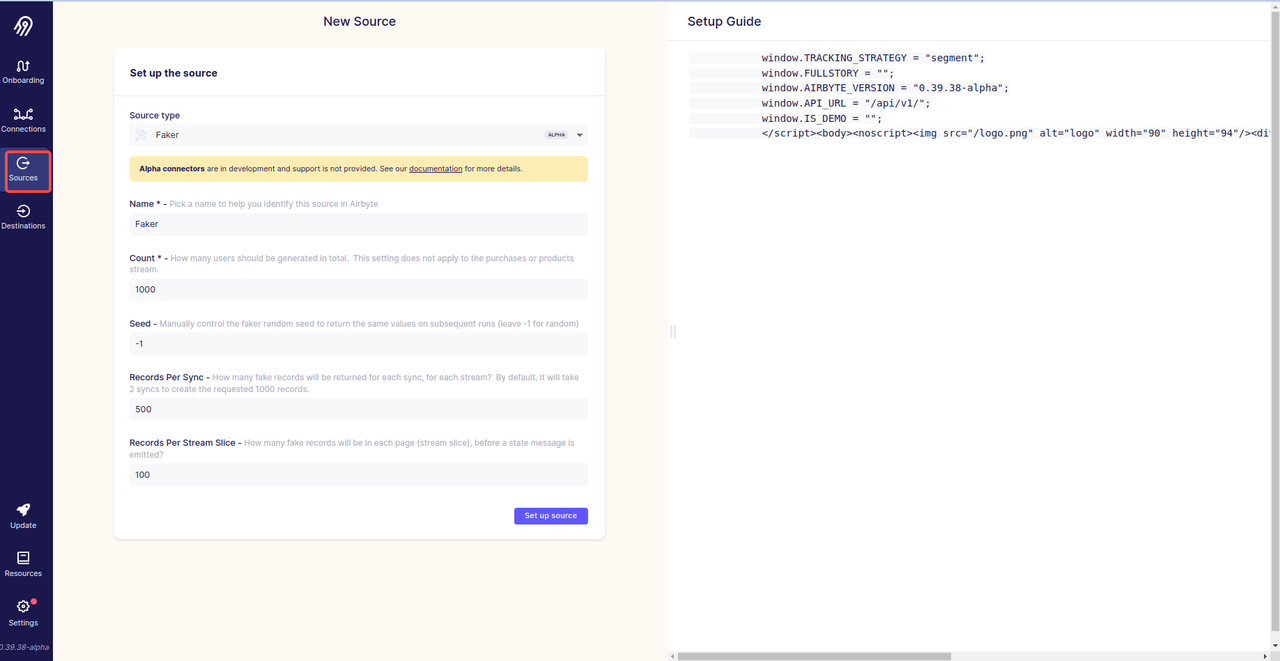 Onboarding
Connections
Sources
Destinations
Update
Resources
Settings
0.39.38-alpha
New Source
Set up the source
Source type
Faker
ALPHA
Alpha connectors are in development and support is not provided. See our documentation for more details.
Name * - Pick a name to help you identify this source in Airbyte
Faker
Count * - How many users should be generated in total.  This setting does not apply to the purchases or products
stream.
1000
Seed - Manually control the faker random seed to return the same values on subsequent runs (leave -1 for random)
-1
Records Per Sync - How many fake records will be returned for each sync, for each stream?  By default, it will take
2 syncs to create the requested 1000 records.
500
Records Per Stream Slice - How many fake records will be in each page (stream slice), before a state message is
emitted?
100
Set up source
Setup Guide
window.TRACKING_STRATEGY = "segment";
window.FULLSTORY = "";
window.AIRBYTE_VERSION = "0.39.38-alpha";
window.API_URL = "/api/v1/";
window.IS_DEMO = "";
</script><body><noscript><img src="/logo.png" alt="logo" width="90" height="94"/><di